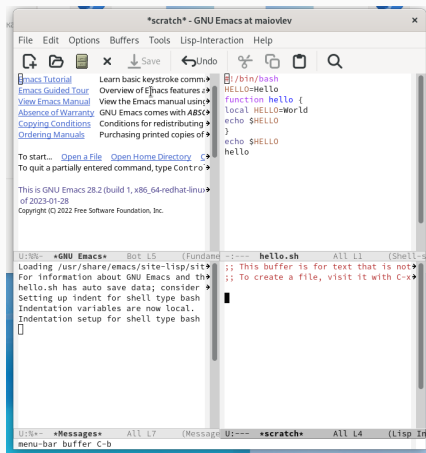 *scratch* - GNU Emacs at maiovlev
File Edit Options Buffers Tools Lisp-Interaction Help
Save Undo
Emacs Tutorial Learn basic keystroke comm
Emacs Guided Tour Overview of Emacs features a
View Emacs Manual View the Emacs manual using
Absence of Warranty GNU Emacs comes with ABSO
Copying Conditions Conditions for redistributing
Ordering Manuals Purchasing printed copies of
To start... Open a File Open Home Directory
To quit a partially entered command, type Contro
This is GNU Emacs 28.2 (build 1, x86_64-redhat-linux
of 2023-01-28
Copyright (C) 2022 Free Software Foundation, Inc.
U:%%- *GNU Emacs* Bot L5 (Fundame
#!/bin/bash
HELLO=Hello
function hello {
local HELLO=World
echo $HELLO
}
echo $HELLO
hello
-:--- hello.sh All L1 (Shell-s
Loading /usr/share/emacs/site-lisp/sit
For information about GNU Emacs and th
hello.sh has auto save data; consider
Setting up indent for shell type bash
Indentation variables are now local.
Indentation setup for shell type bash
U:%*- *Messages* All L7 (Message
;; This buffer is for text that is not
;; To create a file, visit it with C-x
U:--- *scratch* All L4 (Lisp In
menu-bar buffer C-b